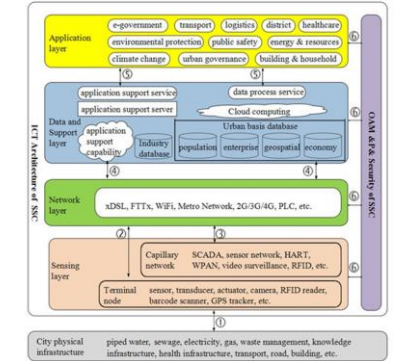 e-government transport logistics district healthcare
Application layer
environmental protection public safety energy & resources
climate change urban governance building & household
⑥
⑤ ⑤
application support service data process service
application support server Cloud computing
Data and Support layer
application support capability
Industry database
Urban basis database
population enterprise geospatial economy
⑥
④ ④
ICT Architecture of SSC
OAM &P& Security of SSC
Network layer
xDSL, FTTx, WiFi, Metro Network, 2G/3G/4G, PLC, etc.
⑥
② ③
Sensing layer
Capillary network
SCADA, sensor network, HART
WPAN, video surveillance, RFID, etc.
⑥
Terminal node
sensor, transducer, actuator, camera, RFID reader,
barcode scanner, GPS tracker, etc.
①
City physical infrastructure
piped water, sewage, electricity, gas, waste management, knowledge
infrastructure, health infrastructure, transport, road, building, etc.